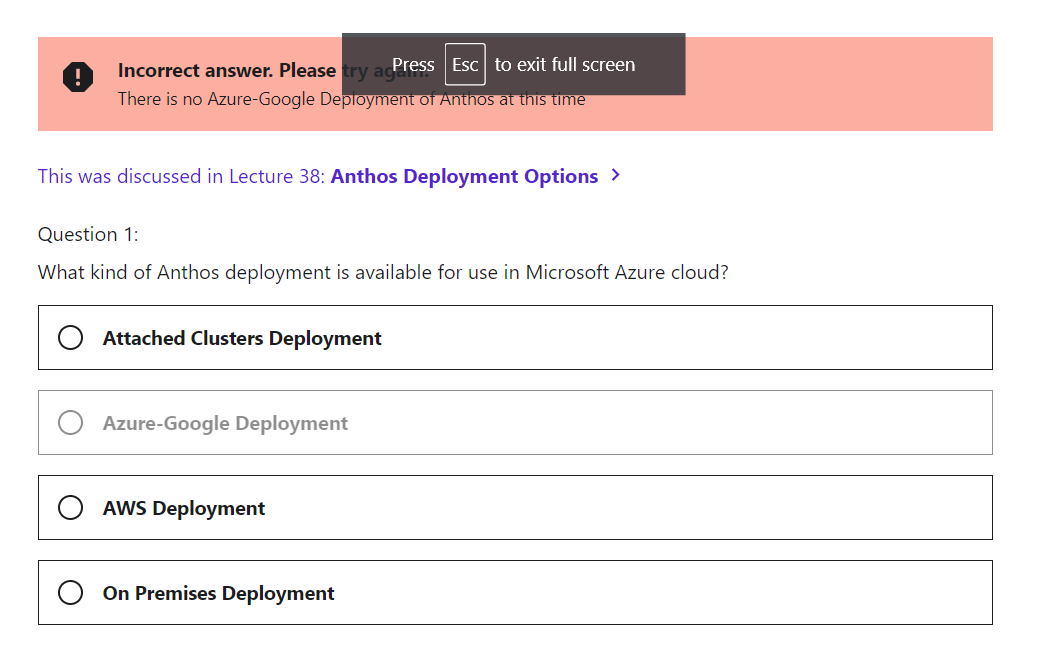 Incorrect answer. Please try again.
Press Esc to exit full screen
There is no Azure-Google Deployment of Anthos at this time
This was discussed in Lecture 38: Anthos Deployment Options
Question 1:
What kind of Anthos deployment is available for use in Microsoft Azure cloud?
Attached Clusters Deployment
Azure-Google Deployment
AWS Deployment
On Premises Deployment